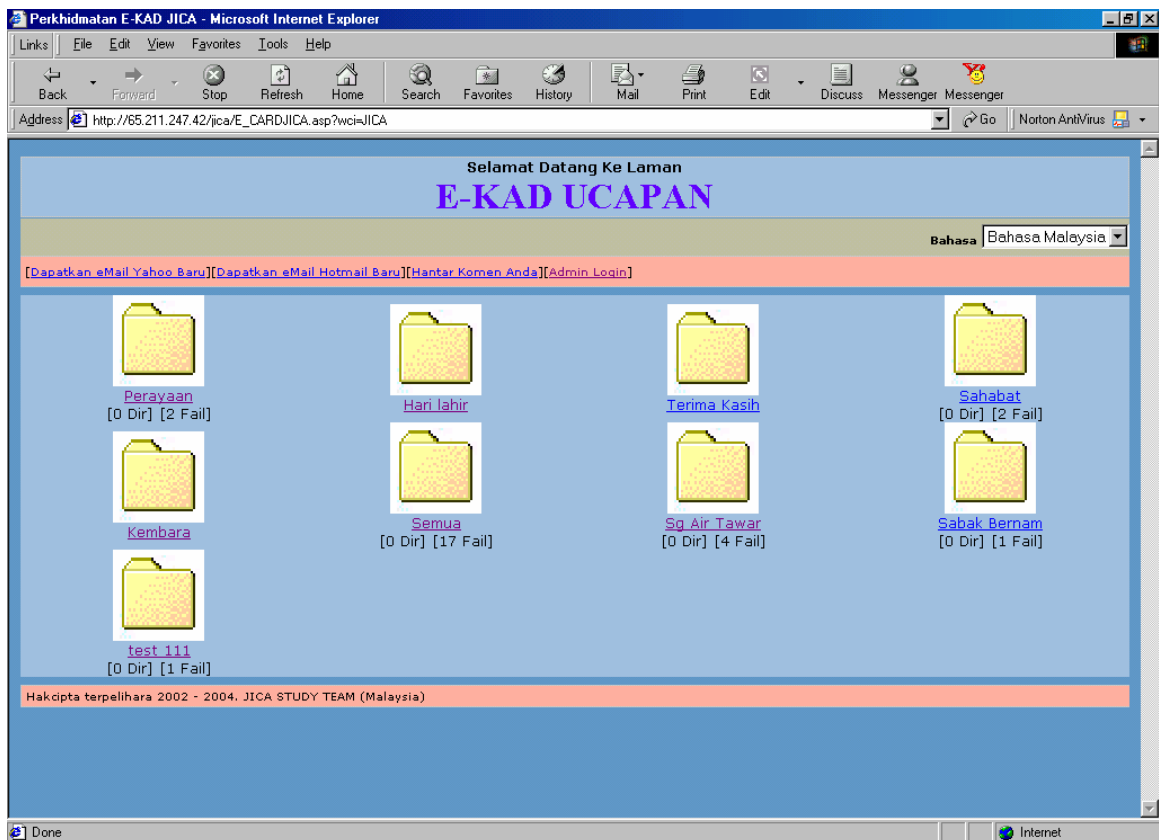 Perkhidmatan E-KAD JICA - Microsoft Internet Explorer
Links File Edit View Favorites Tools Help
Back Forward Stop Refresh Home Search Favorites History Mail Print Edit Discuss Messenger Messenger
Address http://65.211.247.42/jica/E_CARDJICA.asp?wci=JICA Go Norton AntiVirus
Selamat Datang Ke Laman
E-KAD UCAPAN
Bahasa Bahasa Malaysia
[Dapatkan eMail Yahoo Baru][Dapatkan eMail Hotmail Baru][Hantar Komen Anda][Admin Login]
Perayaan Hari lahir Terima Kasih Sahabat
[0 Dir] [2 Fail] [0 Dir] [2 Fail]
Kembara Semua Sg Air Tawar Sabak Bernam
[0 Dir] [17 Fail] [0 Dir] [4 Fail] [0 Dir] [1 Fail]
test 111
[0 Dir] [1 Fail]
Hakcipta terpelihara 2002 - 2004. JICA STUDY TEAM (Malaysia)
Done Internet